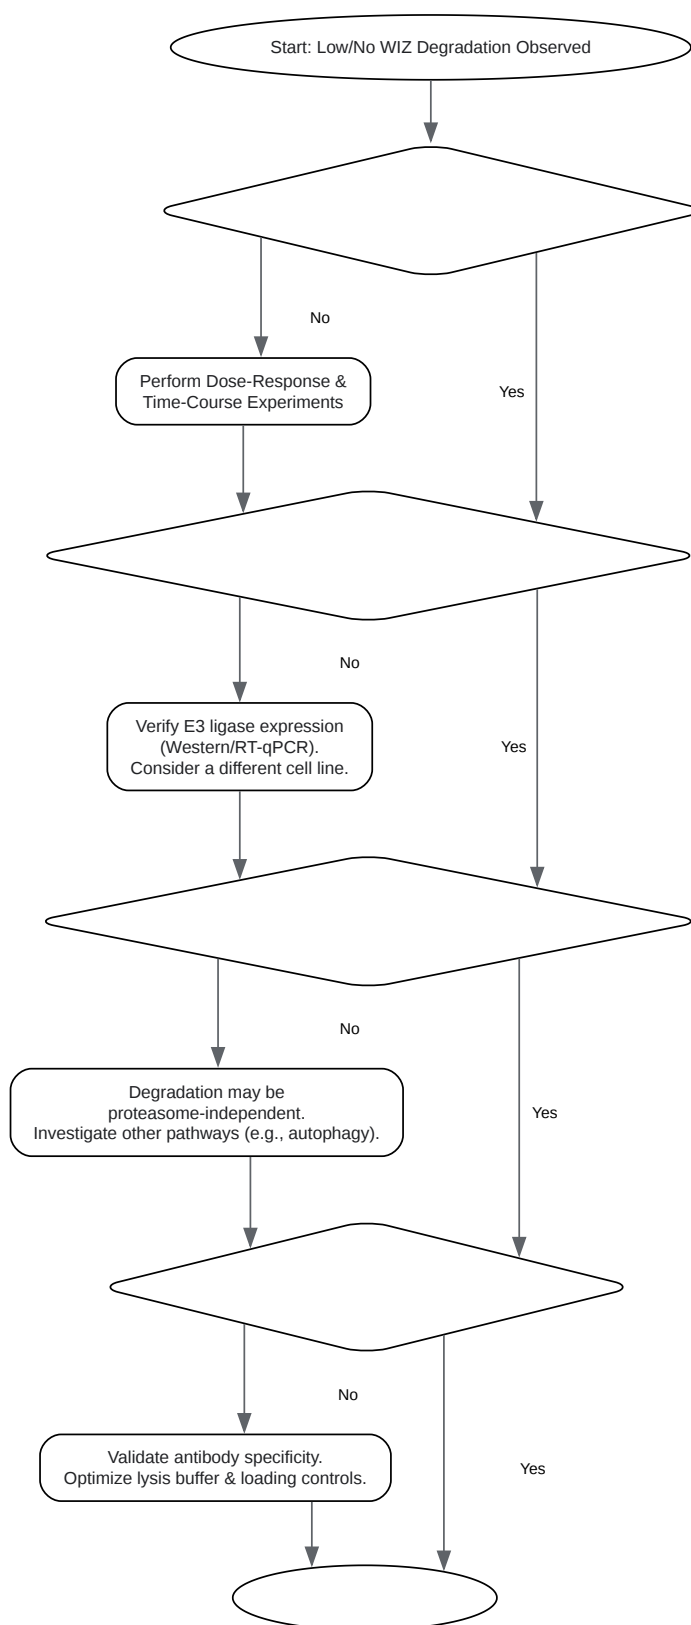 Start: Low/No WIZ Degradation Observed
No
Perform Dose-Response &
Time-Course Experiments
Yes
No
Verify E3 ligase expression
(Western/RT-qPCR).
Consider a different cell line.
Yes
No
Degradation may be
proteasome-independent.
Investigate other pathways (e.g., autophagy).
Yes
No
Validate antibody specificity.
Optimize lysis buffer & loading controls.
Yes